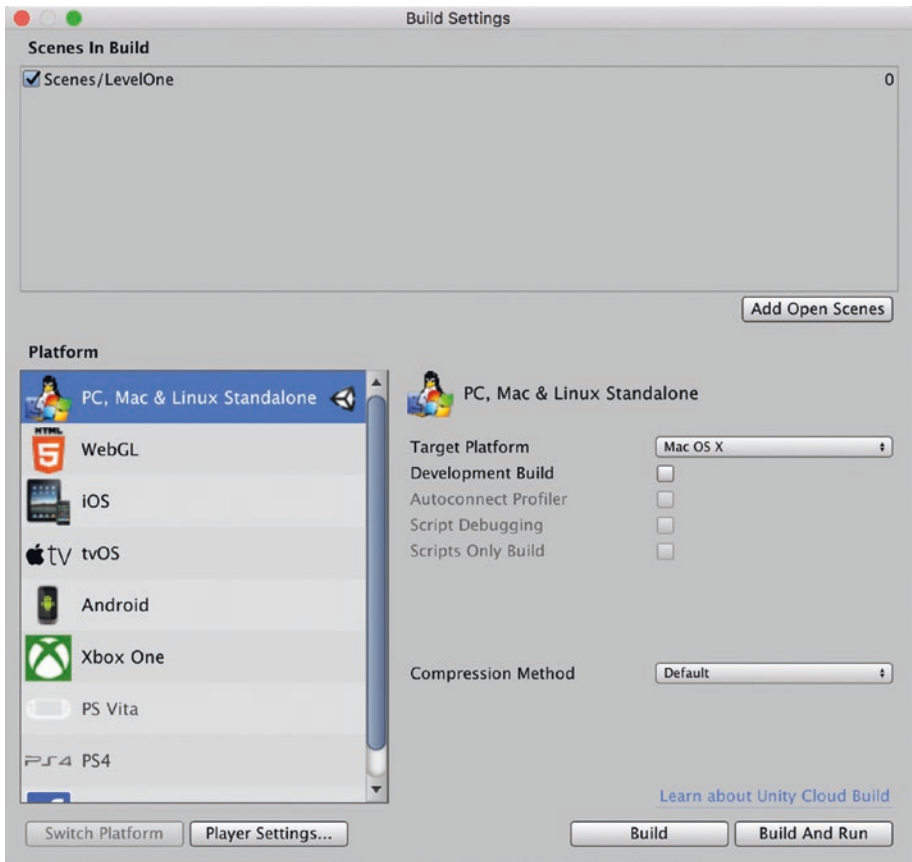 Build Settings
Scenes In Build
Scenes/LevelOne 0
Add Open Scenes
Platform
PC, Mac & Linux Standalone
HTML
5
WebGL
iOS
tv tvOS
Android
Xbox One
PS Vita
PS4 PS4
PC, Mac & Linux Standalone
Target Platform Mac OS X
Development Build
Autoconnect Profiler
Script Debugging
Scripts Only Build
Compression Method Default
Learn about Unity Cloud Build
Switch Platform Player Settings... Build Build And Run